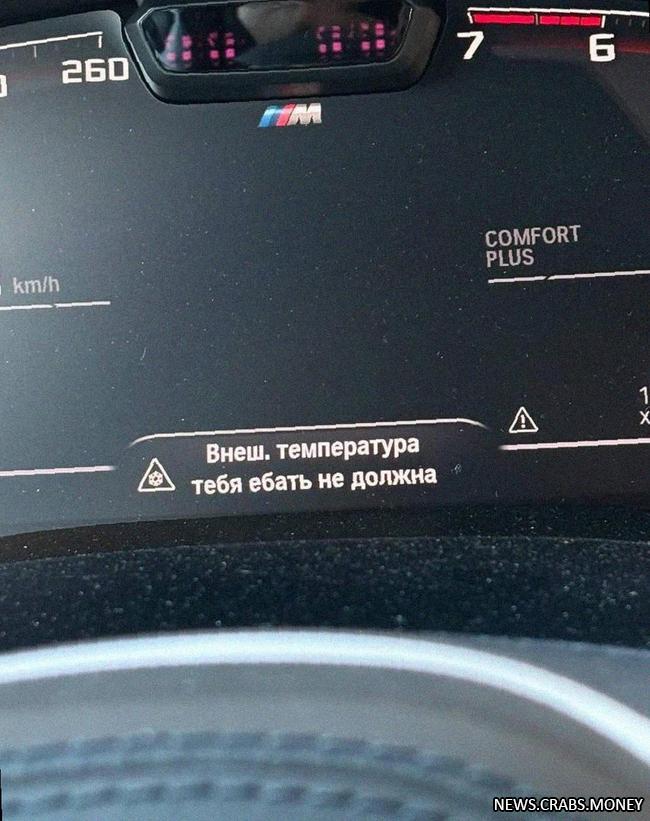 260
7
6
M
COMFORT
PLUS
km/h
Внеш. температура
тебя ебать не должна
NEWS.CRABS.MONEY